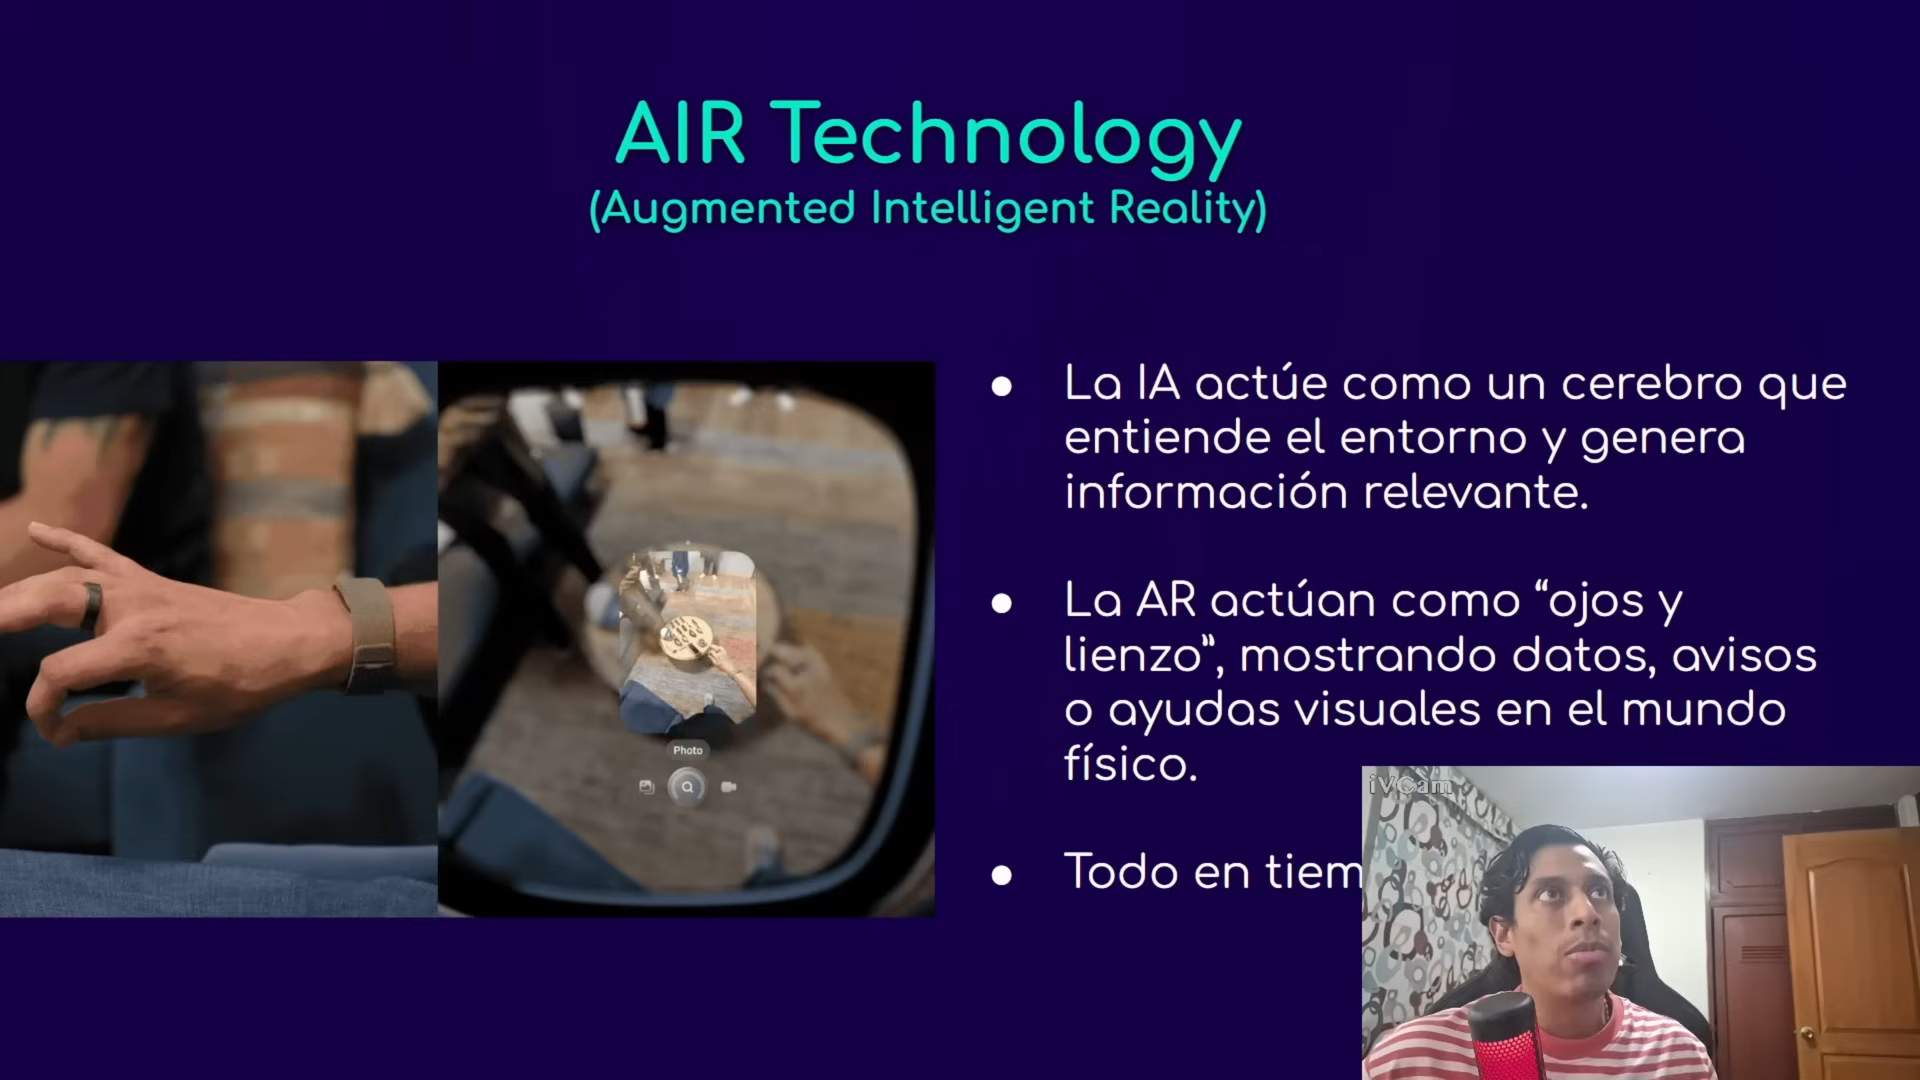 AIR Technology
(Augmented Intelligent Reality)
La IA actúe como un cerebro que
entiende el entorno y genera
información relevante.
La AR actúan como “ojos y
lienzo”, mostrando datos, avisos
o ayudas visuales en el mundo
físico.
Todo en tiem
Photo
iVCam